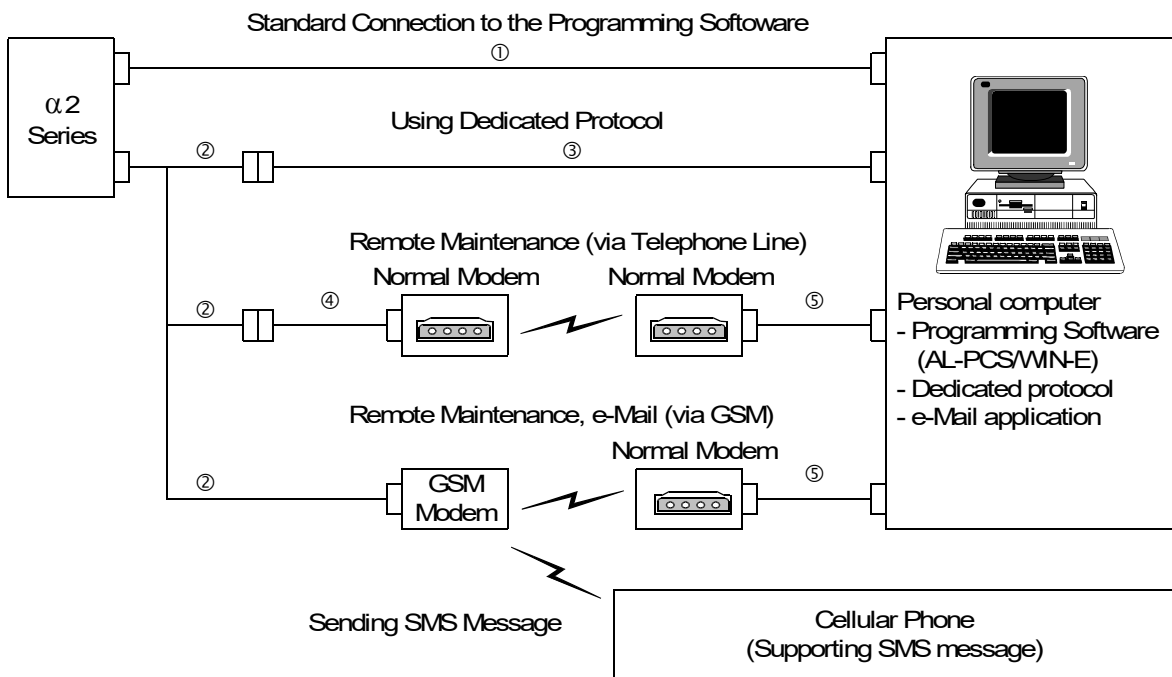 Standard Connection to the Programming Softoware
①
α2
Series
Using Dedicated Protocol
② ③
Remote Maintenance (via Telephone Line)
Normal Modem Normal Modem
② ④ ⑤
Personal computer
- Programming Software
(AL-PCS/WIN-E)
- Dedicated protocol
- e-Mail application
Remote Maintenance, e-Mail (via GSM)
Normal Modem
② ⑤
GSM
Modem
Sending SMS Message
Cellular Phone
(Supporting SMS message)